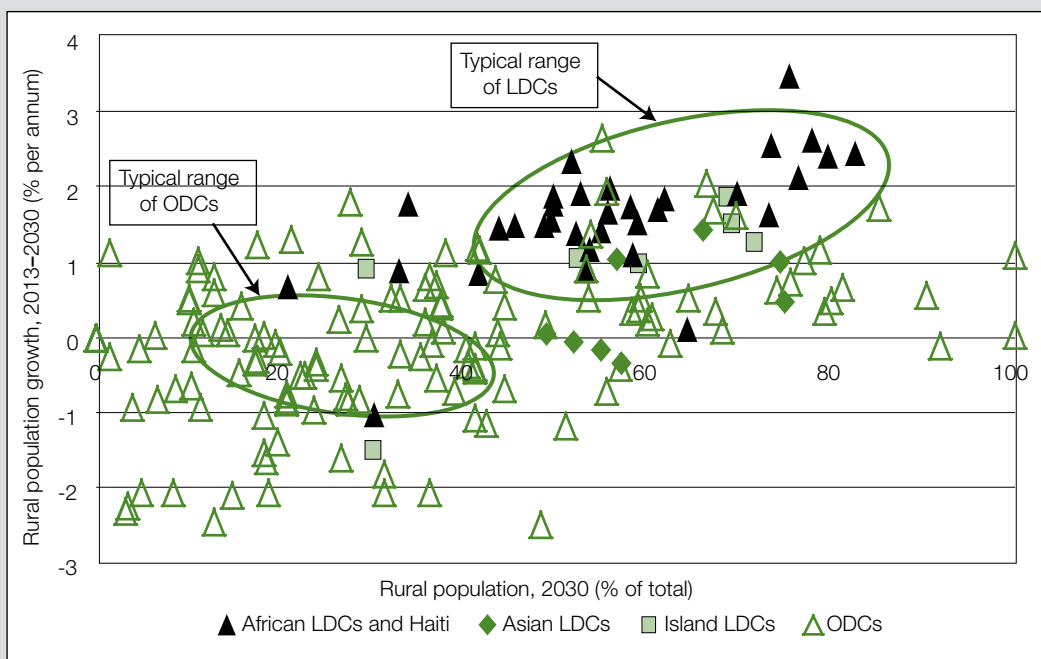 4
3
2
1
0
-1
-2
-3
Rural population growth, 2013–2030 (% per annum)
Typical range
of LDCs
Typical range
of ODCs
0 20 40 60 80 100
Rural population, 2030 (% of total)
African LDCs and Haiti Asian LDCs Island LDCs ODCs